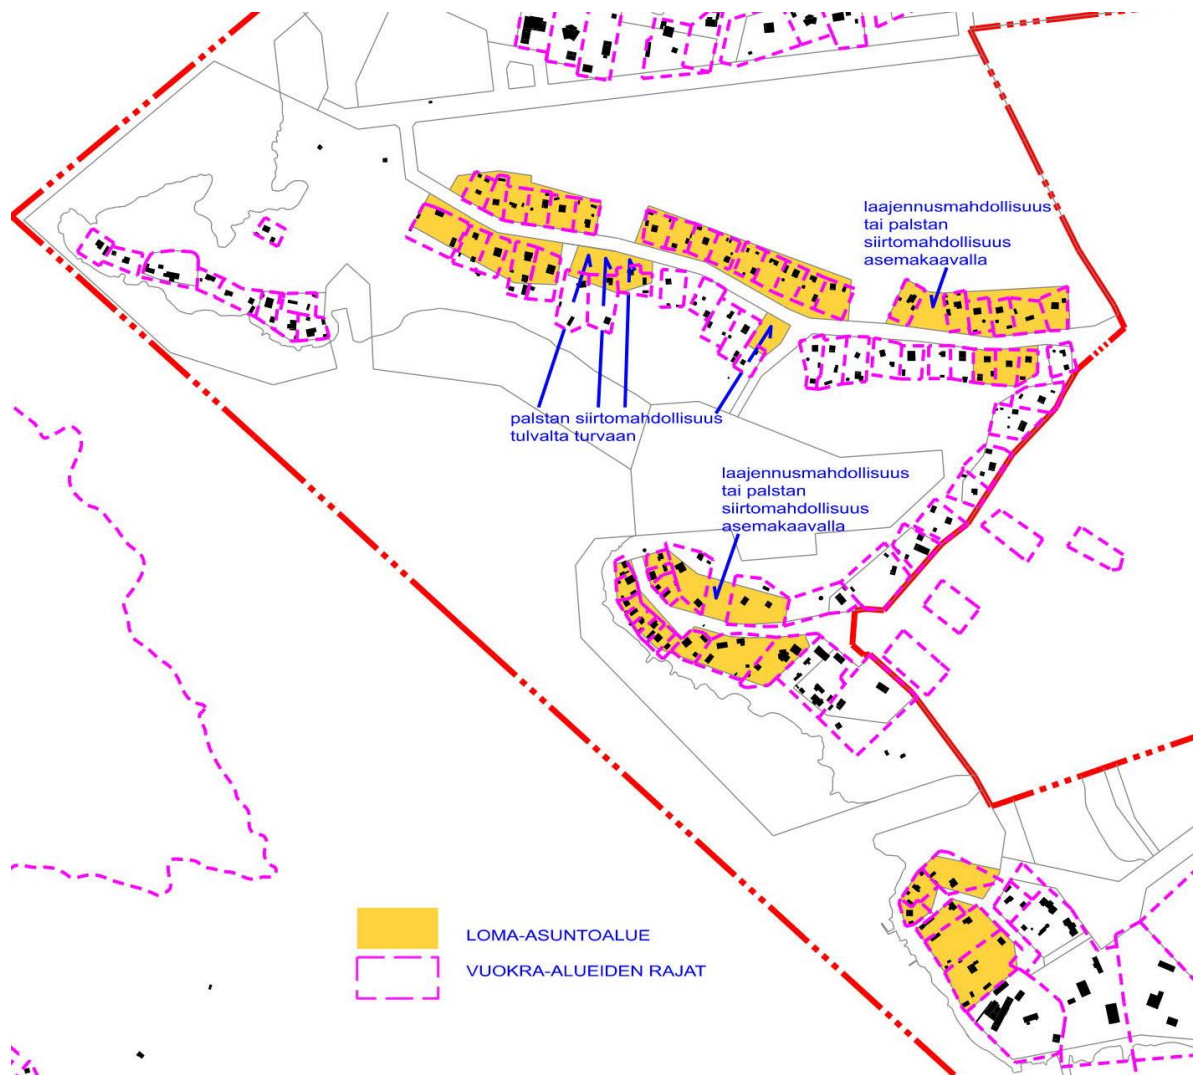 laajennusmahdollisuus
tai palstan
siirtomahdollisuus
asemakaavalla
palstan siirtomahdollisuus
tulvalta turvaan
laajennusmahdollisuus
tai palstan
siirtomahdollisuus
asemakaavalla
LOMA-ASUNTOALUE
VUOKRA-ALUEIDEN RAJAT